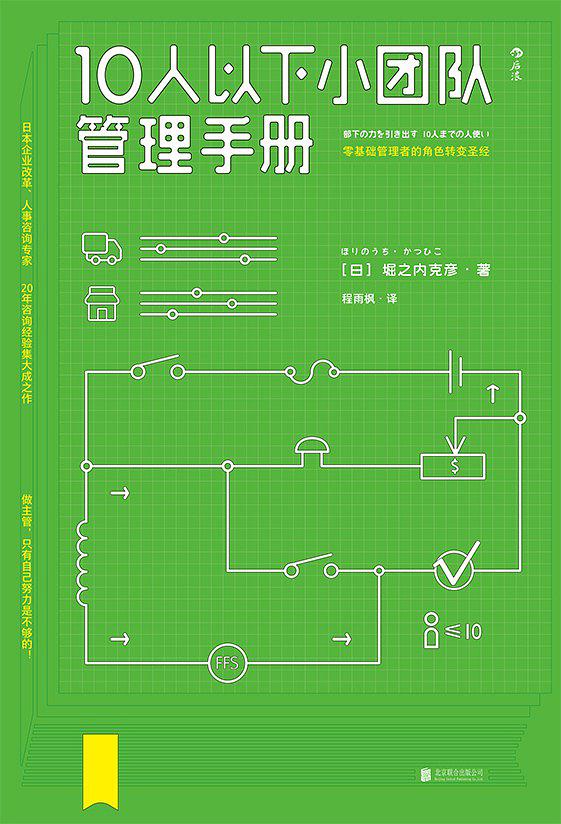 10人以下小团队
管理手册
后浪
部下の力を引き出す 10人までの人使い
零基础管理者的角色转变圣经
ほりのうち・かつひこ
[日] 堀之内克彦·著
程雨枫·译
日本企业改革、人事咨询专家 20年咨询经验集大成之作
做主管，只有自己努力是不够的！
$
≤10
FFS
北京联合出版公司
Beijing United Publishing Co.,Ltd.